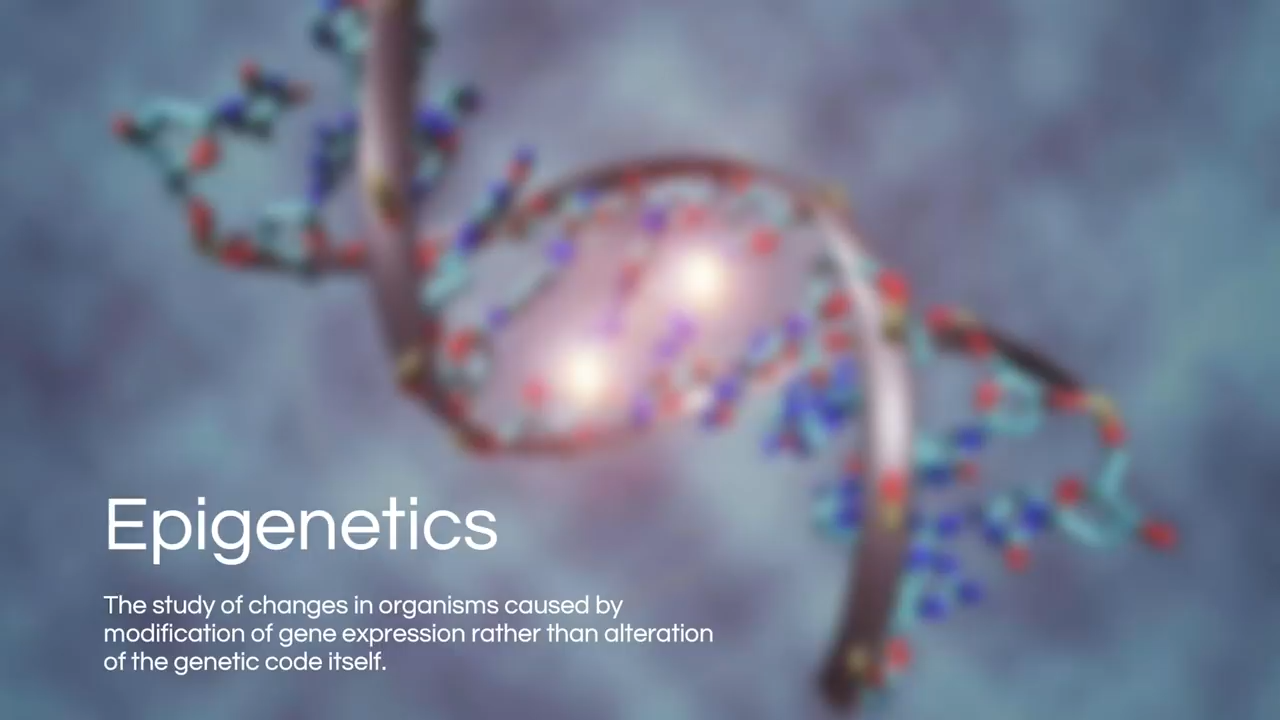 Epigenetics
The study of changes in organisms caused by
modification of gene expression rather than alteration
of the genetic code itself.